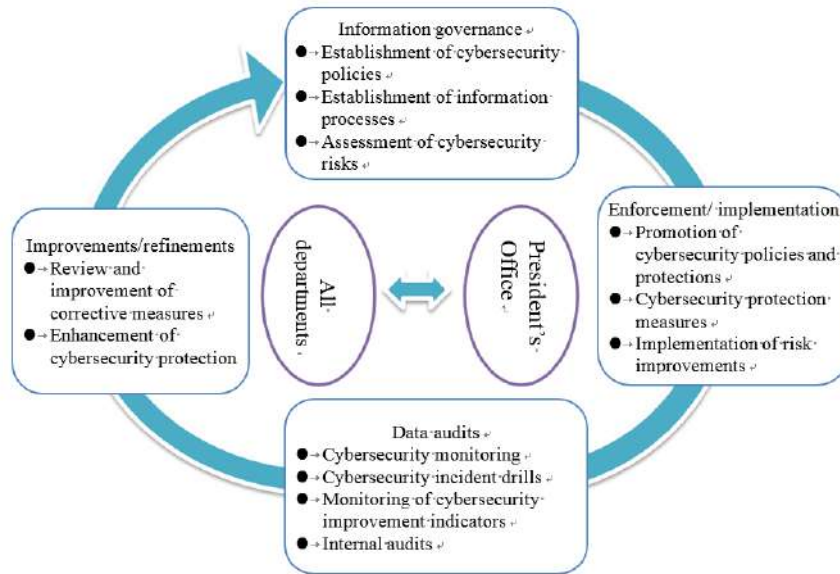 Information governance
● Establishment of cybersecurity
policies
● Establishment of information
processes
● Assessment of cybersecurity
risks
Enforcement/ implementation
● Promotion of
cybersecurity policies and
protections
● Cybersecurity protection
measures
● Implementation of risk
improvements
Improvements/refinements
● Review and
improvement of
corrective measures
● Enhancement of
cybersecurity protection
All
departments
President's
Office
Data audits
● Cybersecurity monitoring
● Cybersecurity incident drills
● Monitoring of cybersecurity
improvement indicators
● Internal audits